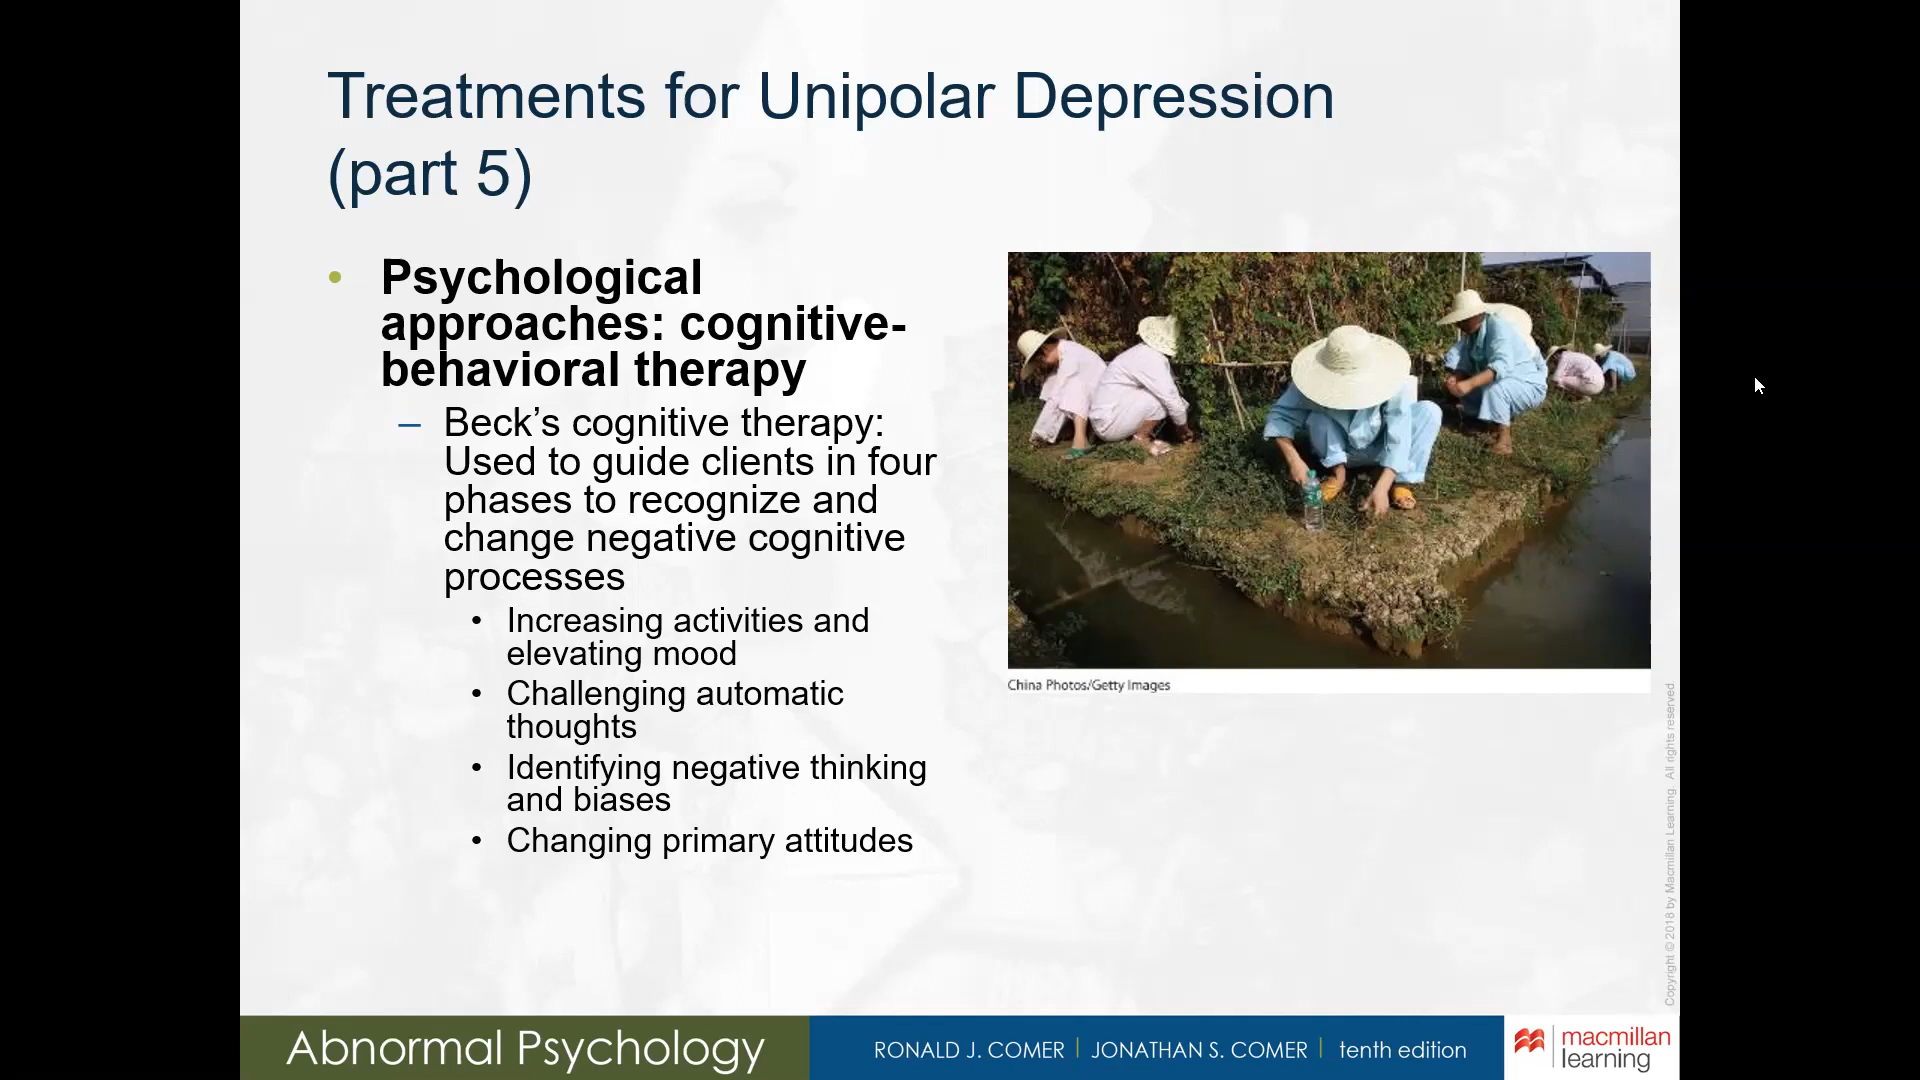 Treatments for Unipolar Depression
(part 5)
• Psychological
approaches: cognitive-
behavioral therapy
– Beck’s cognitive therapy:
Used to guide clients in four
phases to recognize and
change negative cognitive
processes
• Increasing activities and
elevating mood
• Challenging automatic
thoughts
• Identifying negative thinking
and biases
• Changing primary attitudes
China Photos/Getty Images
Copyright © 2018 by Macmillan Learning. All rights reserved
Abnormal Psychology
RONALD J. COMER | JONATHAN S. COMER | tenth edition
macmillan
learning